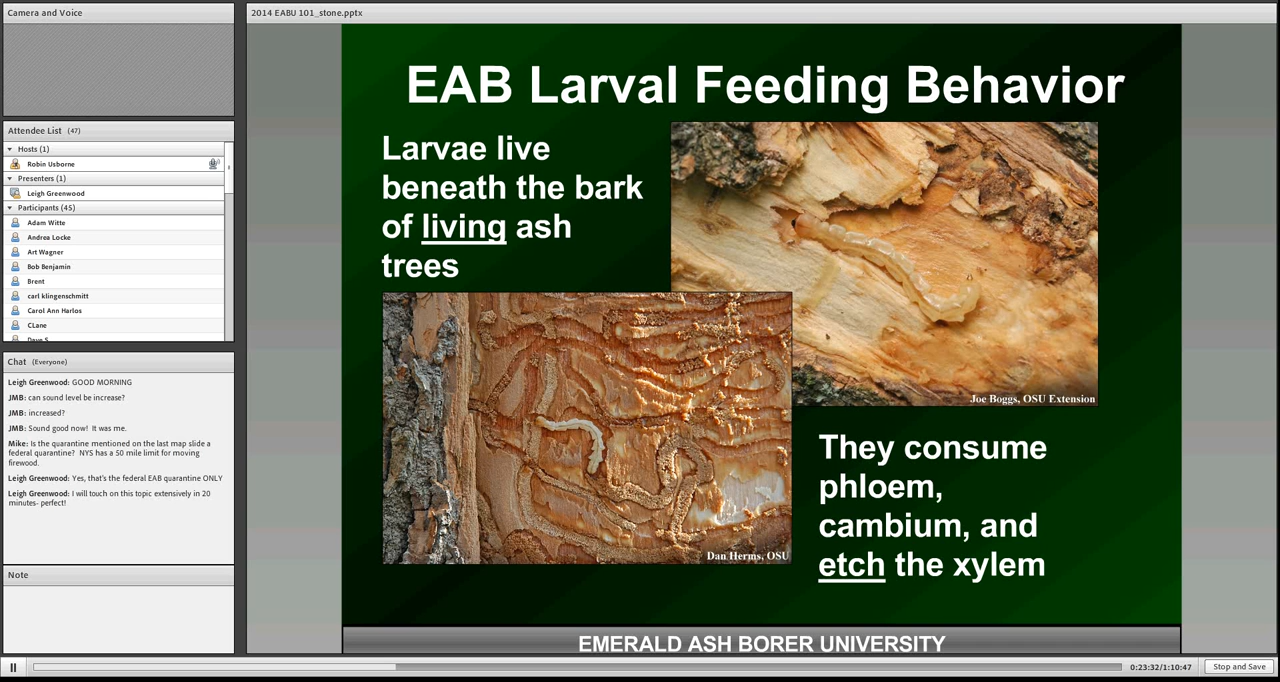 Camera and Voice
Attendee List (47)
Hosts (1)
Robin Usborne
Presenters (1)
Leigh Greenwood
Participants (45)
Adam Witte
Andrea Locke
Art Wagner
Bob Benjamin
Brent
carl klingenschmitt
Carol Ann Harlos
CLane
Dave S
Chat (Everyone)
Leigh Greenwood: GOOD MORNING
JMB: can sound level be increase?
JMB: increased?
JMB: Sound good now! It was me.
Mike: Is the quarantine mentioned on the last map slide a
federal quarantine? NYS has a 50 mile limit for moving
firewood.
Leigh Greenwood: Yes, that's the federal EAB quarantine ONLY
Leigh Greenwood: I will touch on this topic extensively in 20
minutes- perfect!
Note
2014 EABU 101_stone.pptx
EAB Larval Feeding Behavior
Larvae live
beneath the bark
of living ash
trees
Joe Boggs, OSU Extension
Dan Herms, OSU
They consume
phloem,
cambium, and
etch the xylem
EMERALD ASH BORER UNIVERSITY
0:23:32/1:10:47
Stop and Save